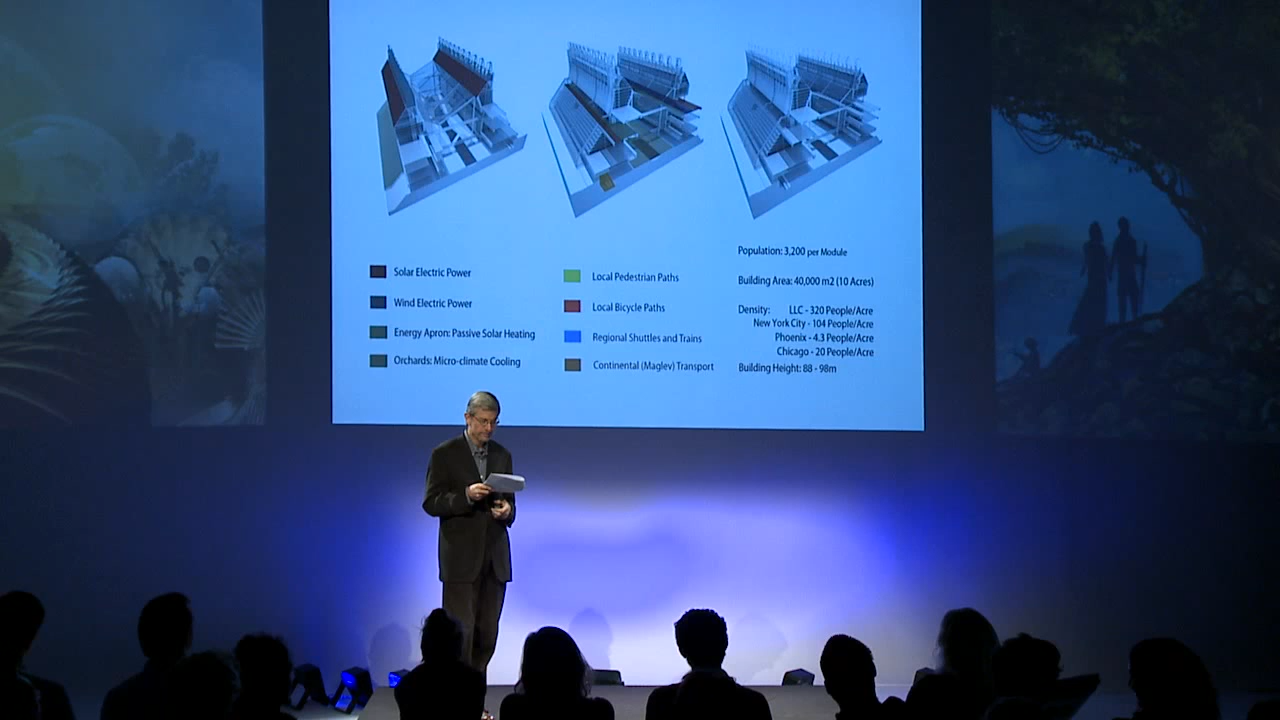 Solar Electric Power
Wind Electric Power
Energy Apron: Passive Solar Heating
Orchards: Micro-climate Cooling
Local Pedestrian Paths
Local Bicycle Paths
Regional Shuttles and Trains
Continental (Maglev) Transport
Population: 3,200 per Module
Building Area: 40,000 m2 (10 Acres)
Density: LLC - 320 People/Acre
New York City - 104 People/Acre
Phoenix - 4.3 People/Acre
Chicago - 20 People/Acre
Building Height: 88 - 98m